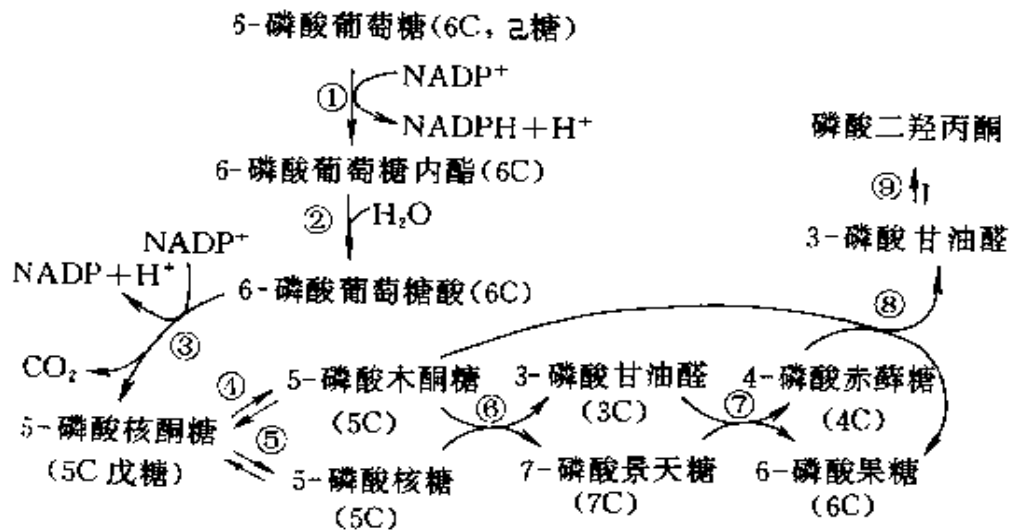 6-磷酸葡萄糖(6C，己糖)
①
NADP⁺
NADPH+H⁺
磷酸二羟丙酮
6-磷酸葡萄糖内酯(6C)
⑨
②
H₂O
3-磷酸甘油醛
NADP⁺
NADP+H⁺
6-磷酸葡萄糖酸(6C)
⑧
③
CO₂
④
5-磷酸木酮糖
(5C)
3-磷酸甘油醛
(3C)
4-磷酸赤藓糖
(4C)
⑥
⑦
5-磷酸核酮糖
(5C戊糖)
⑤
5-磷酸核糖
(5C)
7-磷酸景天糖
(7C)
6-磷酸果糖
(6C)